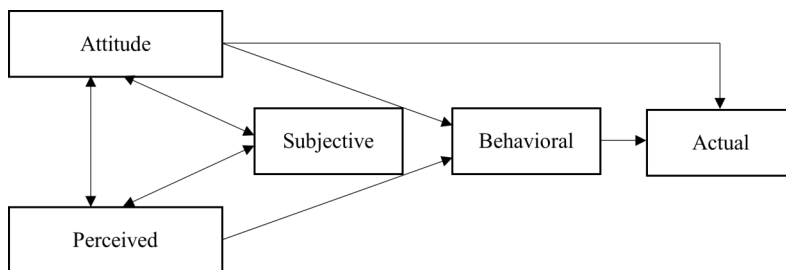 Attitude
Subjective
Behavioral
Actual
Perceived